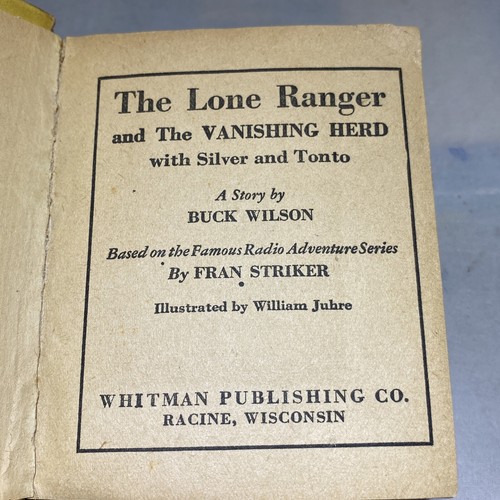 The Lone Ranger
and The VANISHING HERD
with Silver and Tonto
A Story by
BUCK WILSON
Based on the Famous Radio Adventure Series
By FRAN STRIKER
Illustrated by William Juhre
WHITMAN PUBLISHING CO.
RACINE, WISCONSIN